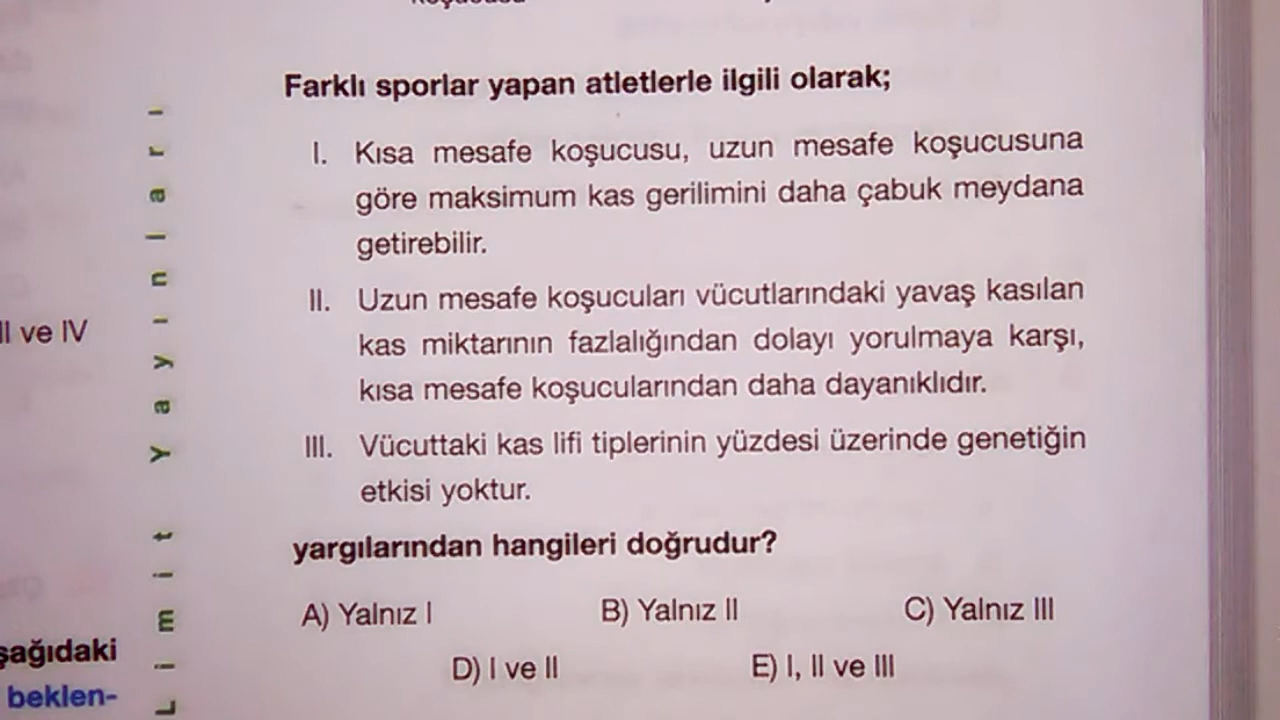 Farklı sporlar yapan atletlerle ilgili olarak;
I. Kısa mesafe koşucusu, uzun mesafe koşucusuna
göre maksimum kas gerilimini daha çabuk meydana
getirebilir.
II. Uzun mesafe koşucuları vücutlarındaki yavaş kasılan
kas miktarının fazlalığından dolayı yorulmaya karşı,
kısa mesafe koşucularından daha dayanıklıdır.
III. Vücuttaki kas lifi tiplerinin yüzdesi üzerinde genetiğin
etkisi yoktur.
yargılarından hangileri doğrudur?
A) Yalnız I B) Yalnız II C) Yalnız III
D) I ve II E) I, II ve III
II ve IV
şağıdaki
beklen-
Limit Yayınları